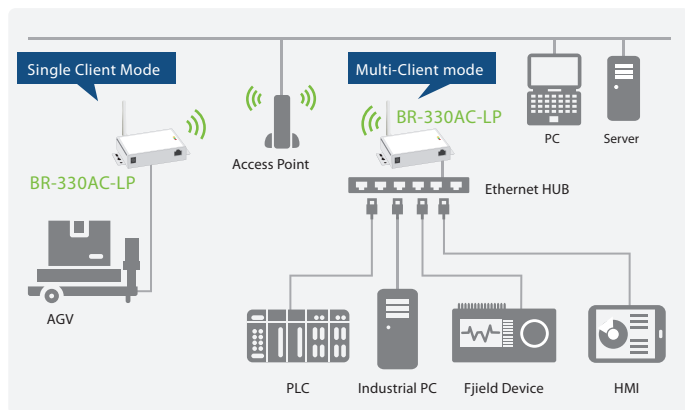 Single Client Mode
Multi-Client mode
BR-330AC-LP
PC
Server
Access Point
BR-330AC-LP
Ethernet HUB
AGV
PLC
Industrial PC
Fjield Device
HMI